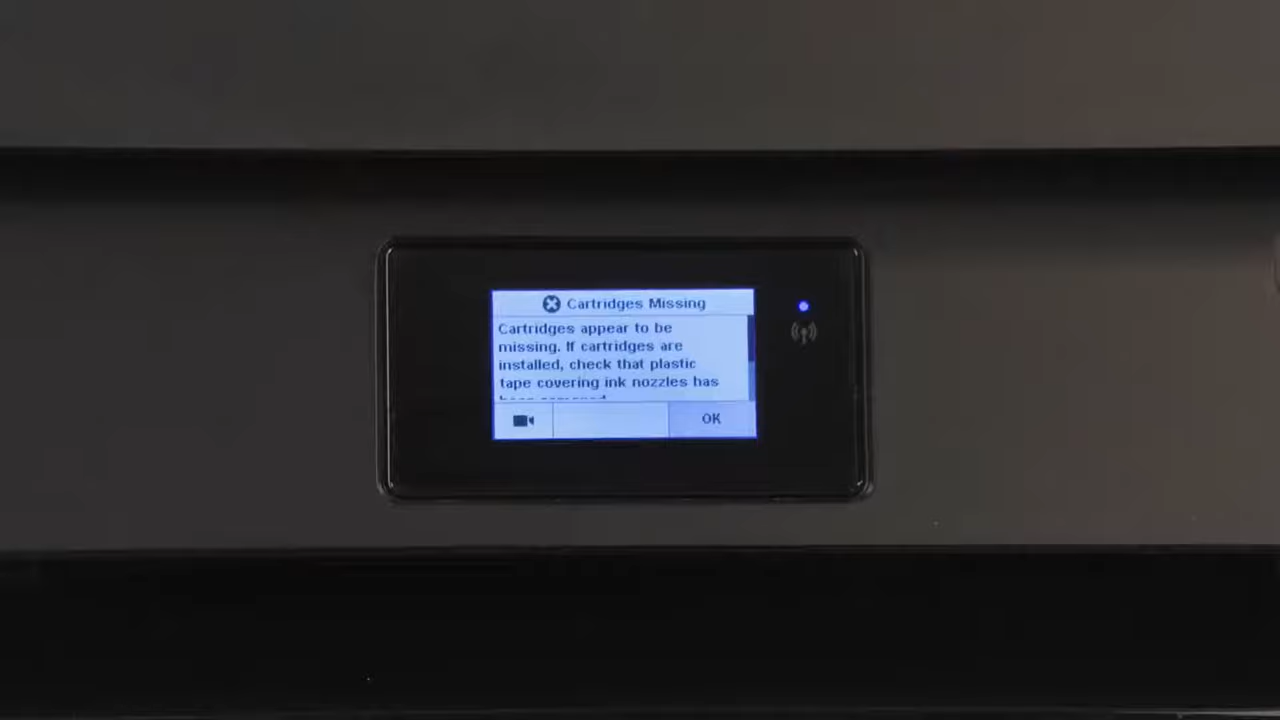 Cartridges Missing
Cartridges appear to be
missing. If cartridges are
installed, check that plastic
tape covering ink nozzles has
OK